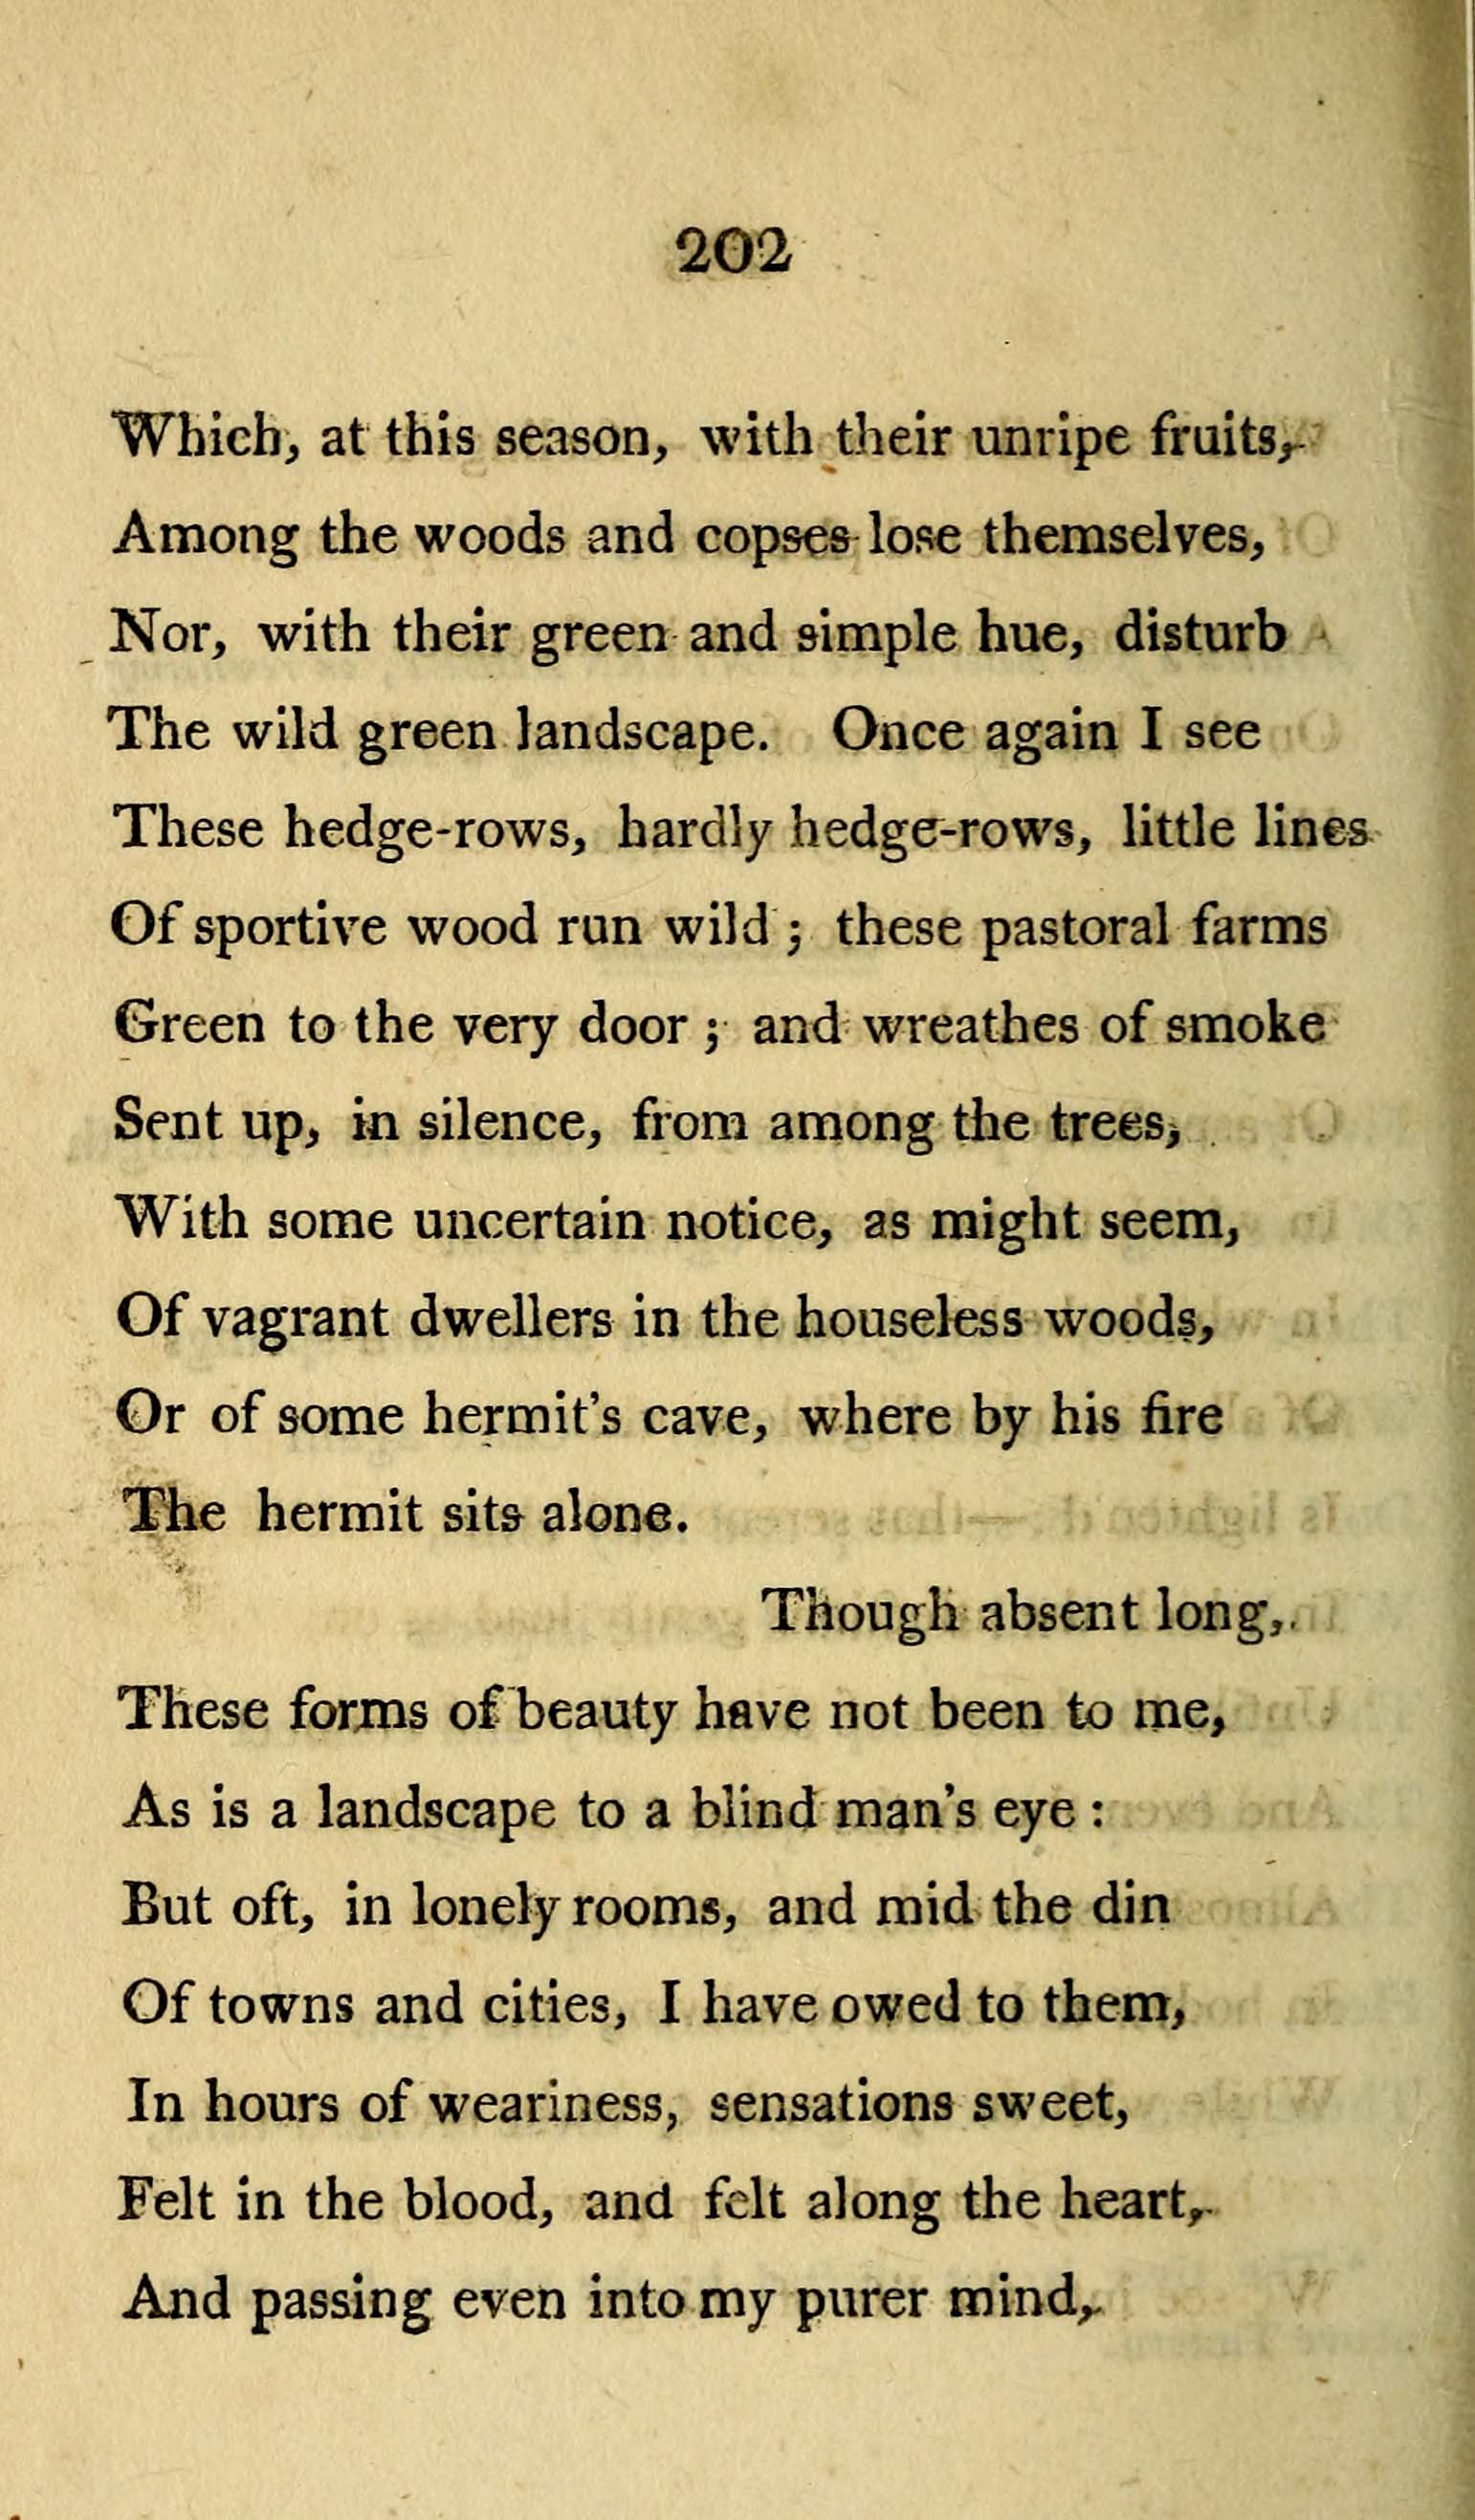 202
Which, at this season, with their unripe fruits,
Among the woods and copses lose themselves,
Nor, with their green and simple hue, disturb
The wild green landscape. Once again I see
These hedge-rows, hardly hedge-rows, little lines
Of sportive wood run wild ; these pastoral farms
Green to the very door ; and wreathes of smoke
Sent up, in silence, from among the trees,
With some uncertain notice, as might seem,
Of vagrant dwellers in the houseless woods,
Or of some hermit's cave, where by his fire
The hermit sits alone.
Though absent long,
These forms of beauty have not been to me,
As is a landscape to a blind man's eye :
But oft, in lonely rooms, and mid the din
Of towns and cities, I have owed to them,
In hours of weariness, sensations sweet,
Felt in the blood, and felt along the heart,
And passing even into my purer mind,